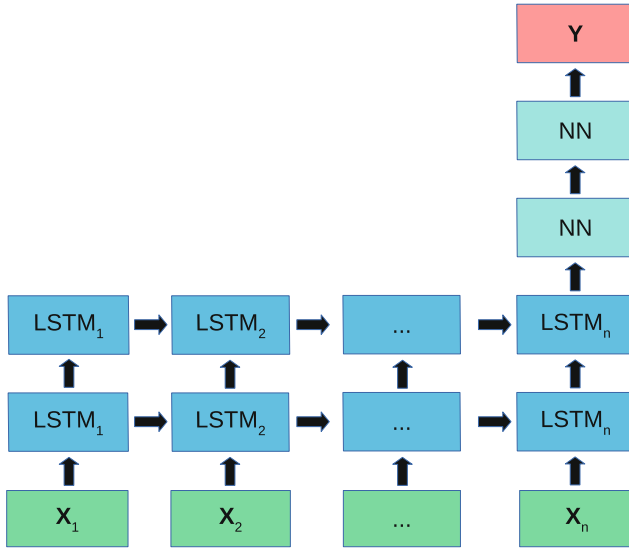 Y
NN
NN
LSTM₁ LSTM₂ ... LSTMₙ
LSTM₁ LSTM₂ ... LSTMₙ
X₁ X₂ ... Xₙ